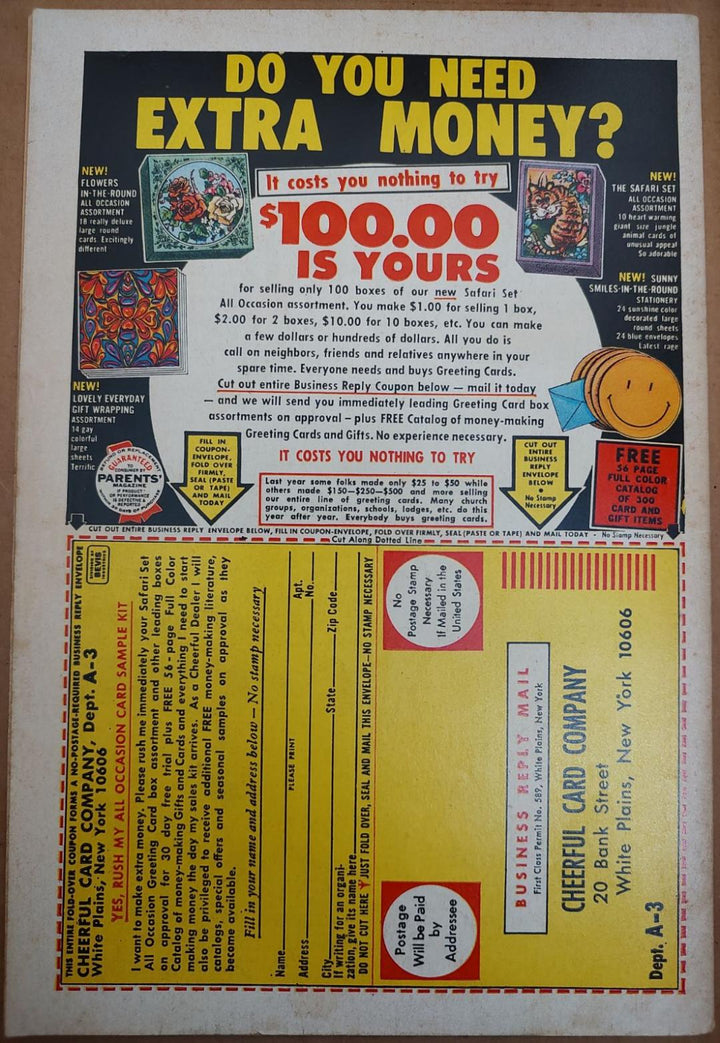 DO YOU NEED
EXTRA MONEY?
NEW!
FLOWERS
IN-THE-ROUND
ALL OCCASION
ASSORTMENT
18 really deluxe
large round
cards Excitingly
different
It costs you nothing to try
$100.00
IS YOURS
NEW!
THE SAFARI SET
ALL OCCASION
ASSORTMENT
10 heart warming
giant size jungle
animal cards of
unusual appeal
So adorable
for selling only 100 boxes of our new Safari Set
All Occasion assortment. You make $1.00 for selling 1 box,
$2.00 for 2 boxes, $10.00 for 10 boxes, etc. You can make
a few dollars or hundreds of dollars. All you do is
call on neighbors, friends and relatives anywhere in your
spare time. Everyone needs and buys Greeting Cards.
Cut out entire Business Reply Coupon below — mail it today
— and we will send you immediately leading Greeting Card box
assortments on approval – plus FREE Catalog of money-making
Greeting Cards and Gifts. No experience necessary.
IT COSTS YOU NOTHING TO TRY
NEW! SUNNY
SMILES-IN-THE-ROUND
STATIONERY
24 sunshine color
decorated large
round sheets
24 blue envelopes
Latest rage
NEW!
LOVELY EVERYDAY
GIFT WRAPPING
ASSORTMENT
14 gay
colorful
large
sheets
Terrific
GUARANTEED
TO CONSUMER BY
PARENTS'
MAGAZINE
IF PRODUCT
OR PERFORMANCE
IS DEFECTIVE &
REPORTED
FILL IN
COUPON-
ENVELOPE,
FOLD OVER
FIRMLY,
SEAL (PASTE
OR TAPE)
AND MAIL
TODAY
Last year some folks made only $25 to $50 while
others made $150—$250—$500 and more selling
our entire line of greeting cards. Many church
groups, organizations, schools, lodges, etc. do this
year after year. Everybody buys greeting cards.
CUT OUT
ENTIRE
BUSINESS
REPLY
ENVELOPE
BELOW
No Stamp
Necessary
FREE
56 PAGE
FULL COLOR
CATALOG
OF 300
CARD AND
GIFT ITEMS
CUT OUT ENTIRE BUSINESS REPLY ENVELOPE BELOW, FILL IN COUPON-ENVELOPE, FOLD OVER FIRMLY, SEAL (PASTE OR TAPE) AND MAIL TODAY • No Stamp Necessary
Cut Along Dotted Line
THIS ENTIRE FOLD-OVER COUPON FORMS A NO-POSTAGE-REQUIRED BUSINESS REPLY ENVELOPE
CHEERFUL CARD COMPANY, Dept. A-3
White Plains, New York 10606
BEVIS
YES, RUSH MY ALL OCCASION CARD SAMPLE KIT
I want to make extra money. Please rush me immediately your Safari Set
All Occasion Greeting Card box assortment and other leading boxes
on approval for 30 day free trial plus FREE 56-page Full Color
Catalog of money-making Gifts and Cards and everything I need to start
making money the day my sales kit arrives. As a Cheerful Dealer I will
also be privileged to receive additional FREE money-making literature,
catalogs, special offers and seasonal samples on approval as they
become available.
Fill in your name and address below — No stamp necessary
PLEASE PRINT
Name
Address Apt. No.
City State Zip Code
If writing for an organi-
zation, give its name here
DO NOT CUT HERE JUST FOLD OVER, SEAL AND MAIL THIS ENVELOPE—NO STAMP NECESSARY
Postage
Will be Paid
by
Addressee
No
Postage Stamp
Necessary
If Mailed in the
United States
BUSINESS REPLY MAIL
First Class Permit No. 589, White Plains, New York
CHEERFUL CARD COMPANY
20 Bank Street
White Plains, New York 10606
Dept. A-3